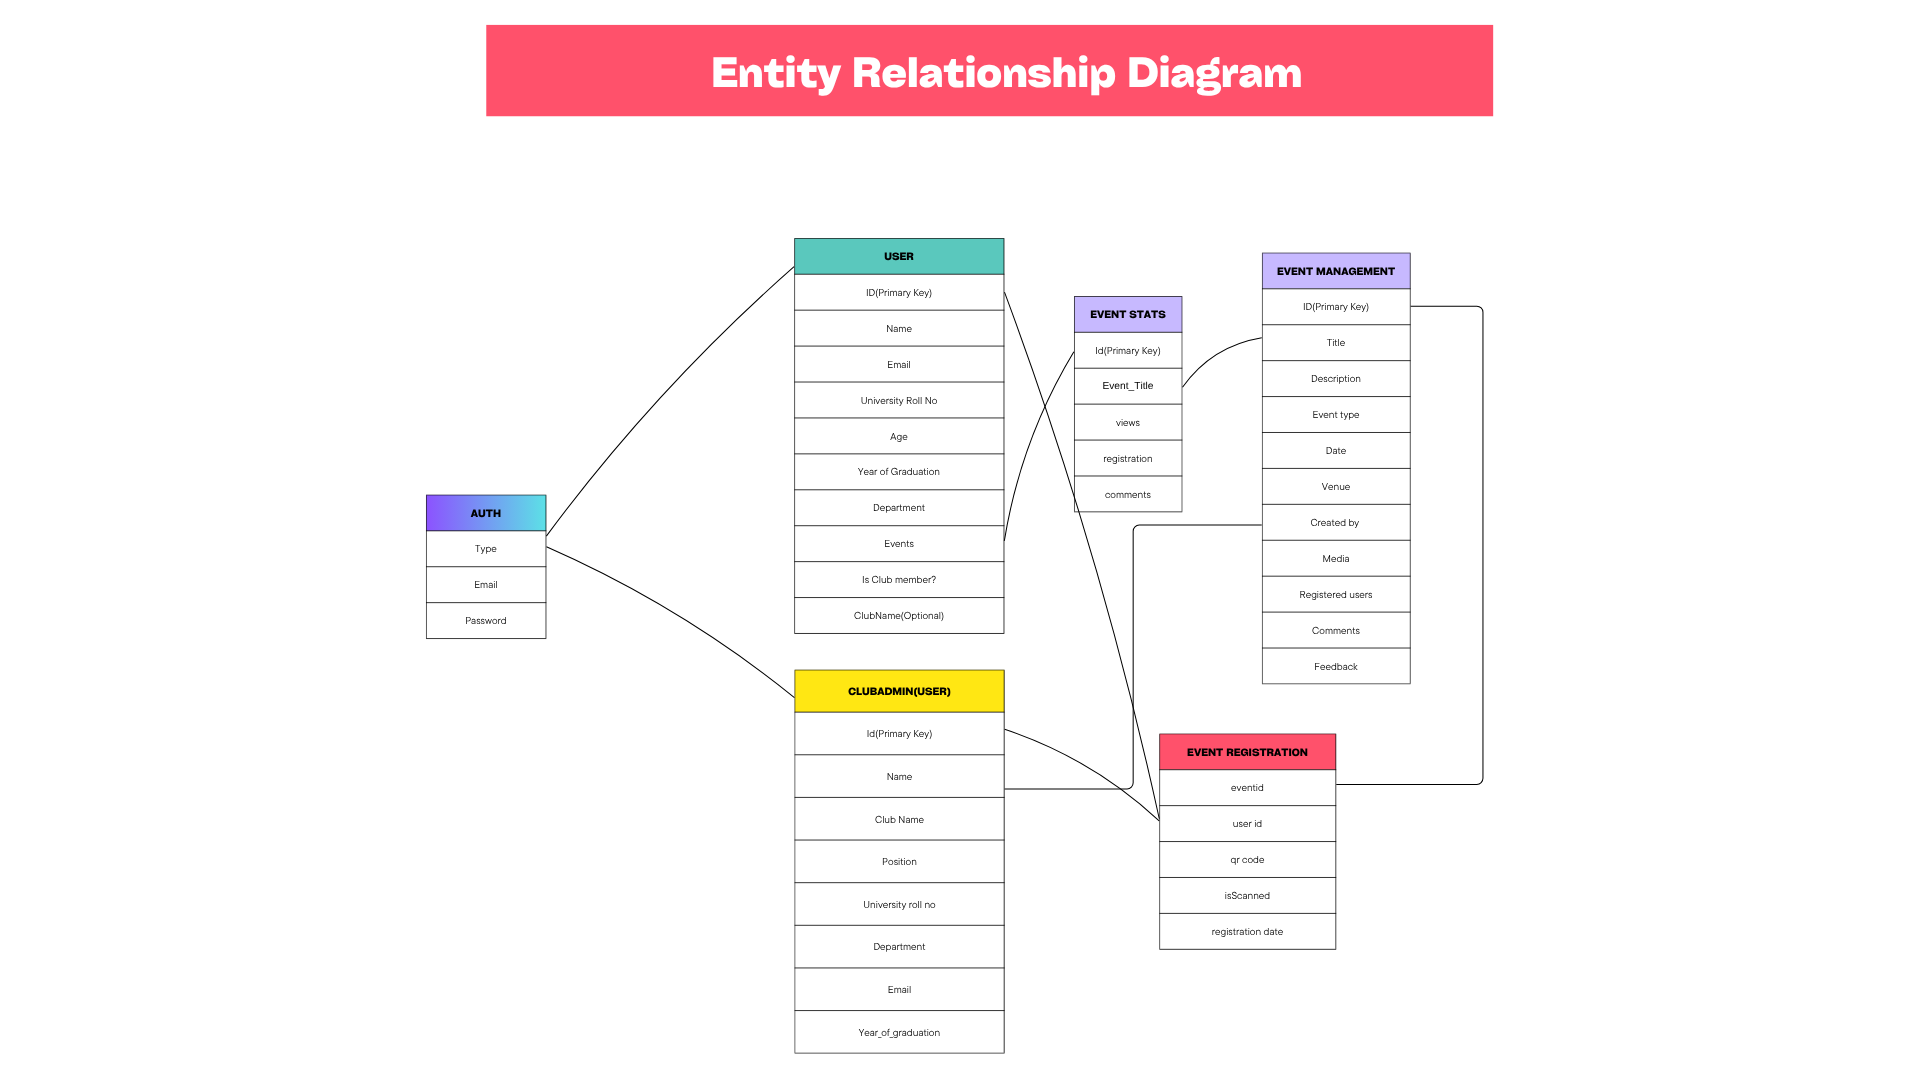 Entity Relationship Diagram
AUTH
Type
Email
Password
USER
ID(Primary Key)
Name
Email
University Roll No
Age
Year of Graduation
Department
Events
Is Club member?
ClubName(Optional)
CLUBADMIN(USER)
Id(Primary Key)
Name
Club Name
Position
University roll no
Department
Email
Year_of_graduation
EVENT STATS
Id(Primary Key)
Event_Title
views
registration
comments
EVENT MANAGEMENT
ID(Primary Key)
Title
Description
Event type
Date
Venue
Created by
Media
Registered users
Comments
Feedback
EVENT REGISTRATION
eventid
user id
qr code
isScanned
registration date